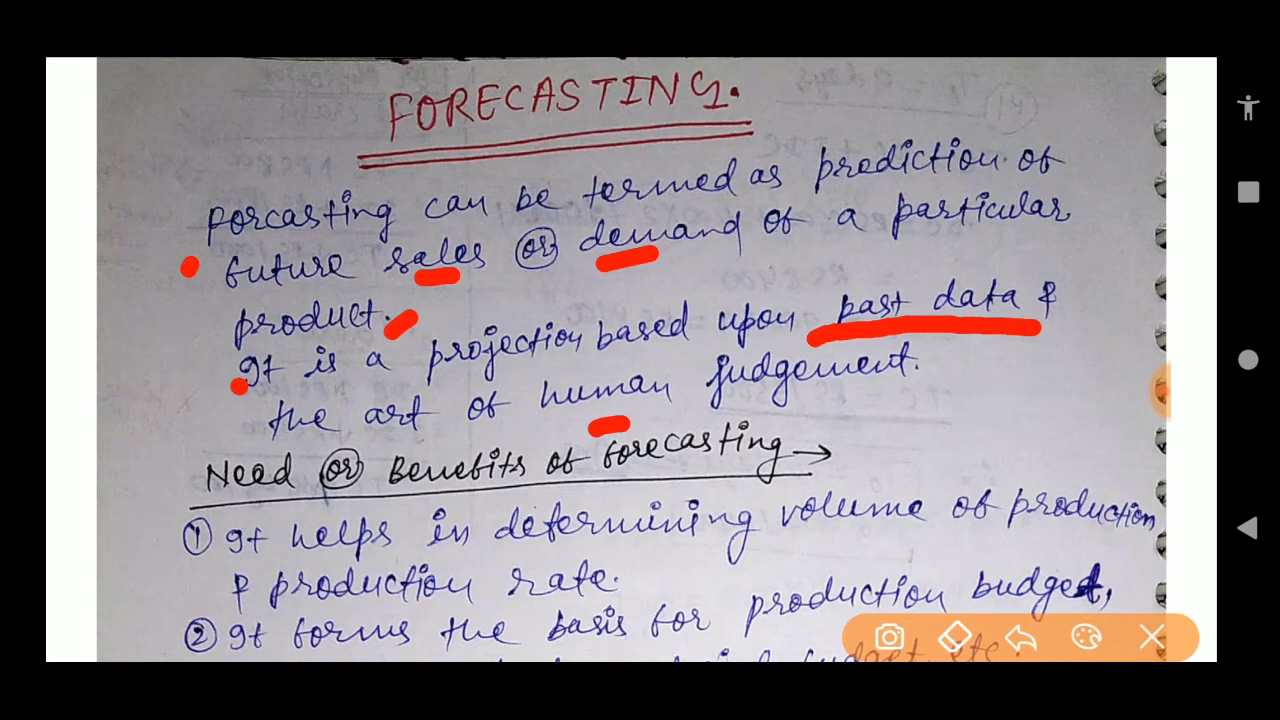 FORECASTING.
Forcasting can be termed as prediction of
future sales or demand of a particular
product.
It is a projection based upon past data &
the art of human judgement.
Need or Benefits of forecasting →
① It helps in determining volume of production
& production rate.
② It forms the basis for production budget,
budget, etc.